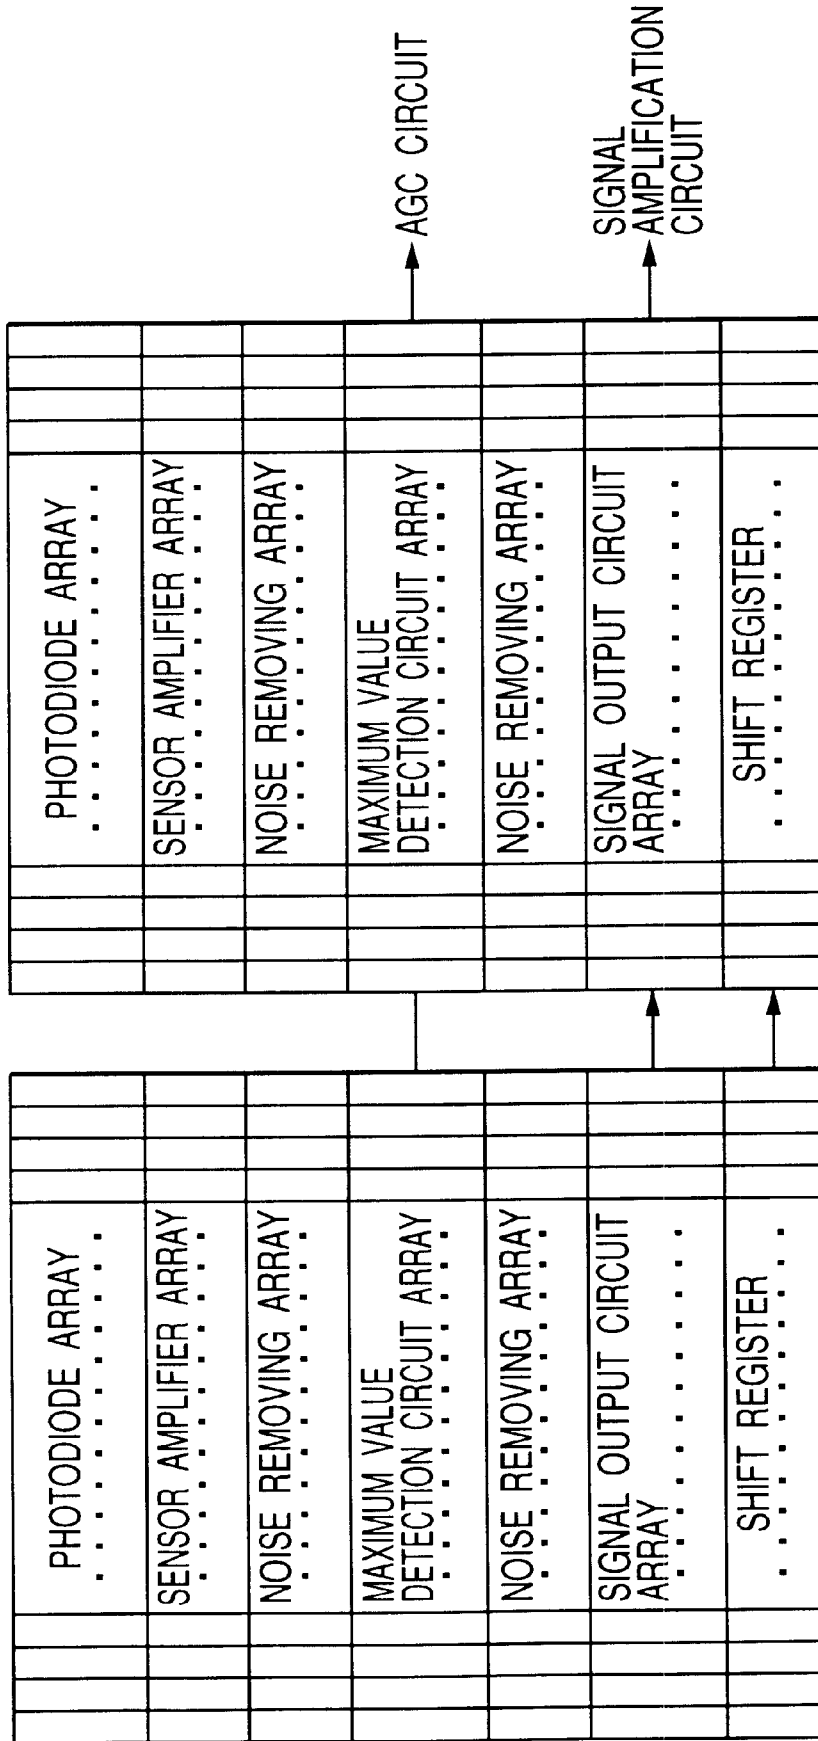 PHOTODIODE ARRAY
SENSOR AMPLIFIER ARRAY
NOISE REMOVING ARRAY
MAXIMUM VALUE
DETECTION CIRCUIT ARRAY
NOISE REMOVING ARRAY
SIGNAL OUTPUT CIRCUIT
ARRAY
SHIFT REGISTER
PHOTODIODE ARRAY
SENSOR AMPLIFIER ARRAY
NOISE REMOVING ARRAY
MAXIMUM VALUE
DETECTION CIRCUIT ARRAY
NOISE REMOVING ARRAY
SIGNAL OUTPUT CIRCUIT
ARRAY
SHIFT REGISTER
AGC CIRCUIT
SIGNAL
AMPLIFICATION
CIRCUIT